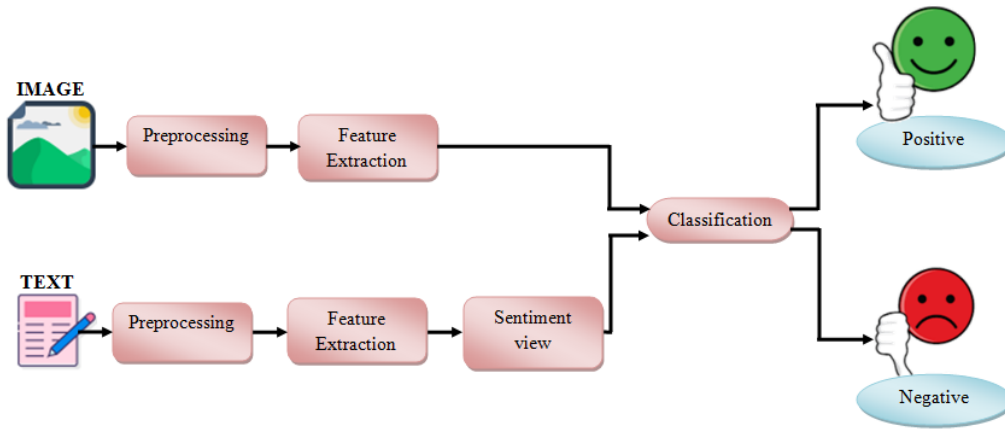 IMAGE
Preprocessing
Feature
Extraction
Classification
Positive
TEXT
Preprocessing
Feature
Extraction
Sentiment
view
Negative